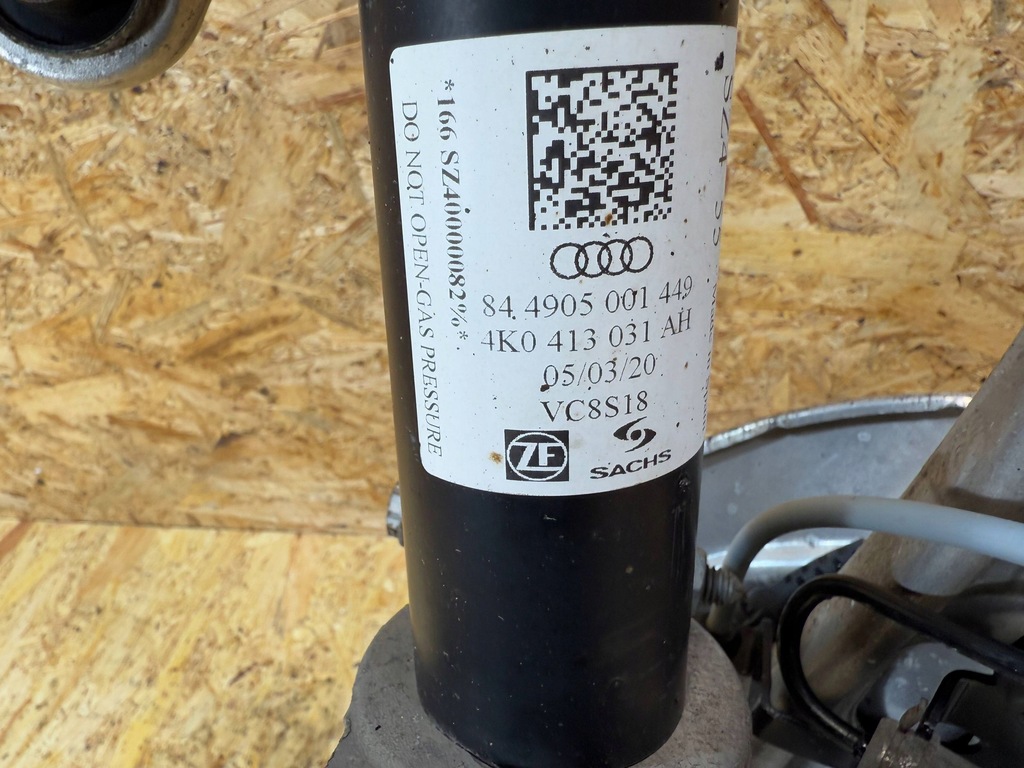 84.4905 001 449
4K0 413 031 AH
05/03/20
VC8S18
ZF
SACHS
*166 SZ400000082%*
DO NOT OPEN-GAS PRESSURE